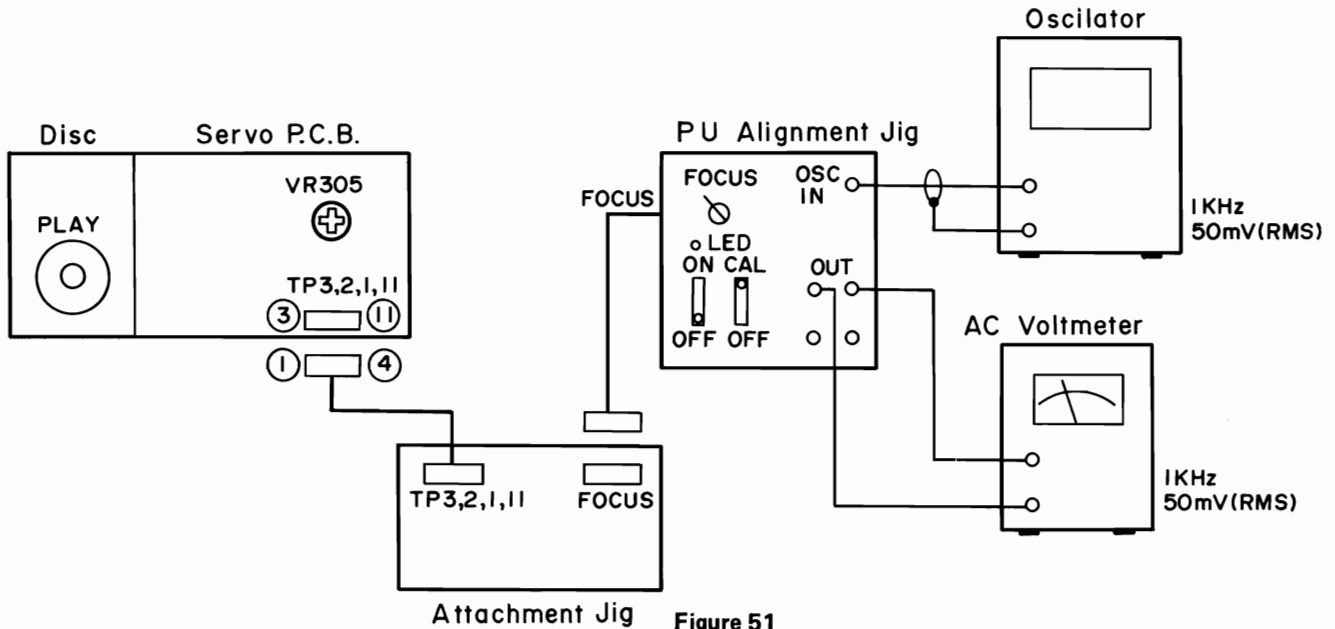 Oscilator
1KHz
50mV(RMS)
Disc
Servo P.C.B.
PLAY
VR305
TP3,2,1,11
3
11
1
4
PU Alignment Jig
FOCUS
FOCUS
OSC
IN
LED
ON CAL
OFF OFF
OUT
AC Voltmeter
1KHz
50mV(RMS)
TP3,2,1,11
FOCUS
Attachment Jig
Figure 51